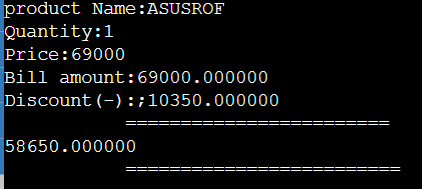 product Name:ASUSROF
Quantity:1
Price:69000
Bill amount:69000.000000
Discount(-):;10350.000000
========================
58650.000000
=========================